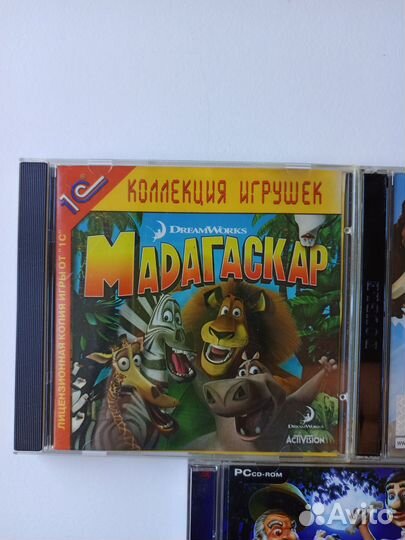 1С
КОЛЛЕКЦИЯ ИГРУШЕК
ЛИЦЕНЗИОННАЯ КОПИЯ ИГРЫ ОТ "1С"
DREAMWORKS
МАДАГАСКАР
DREAMWORKS
ACTIVISION
PC CD-ROM
Avito